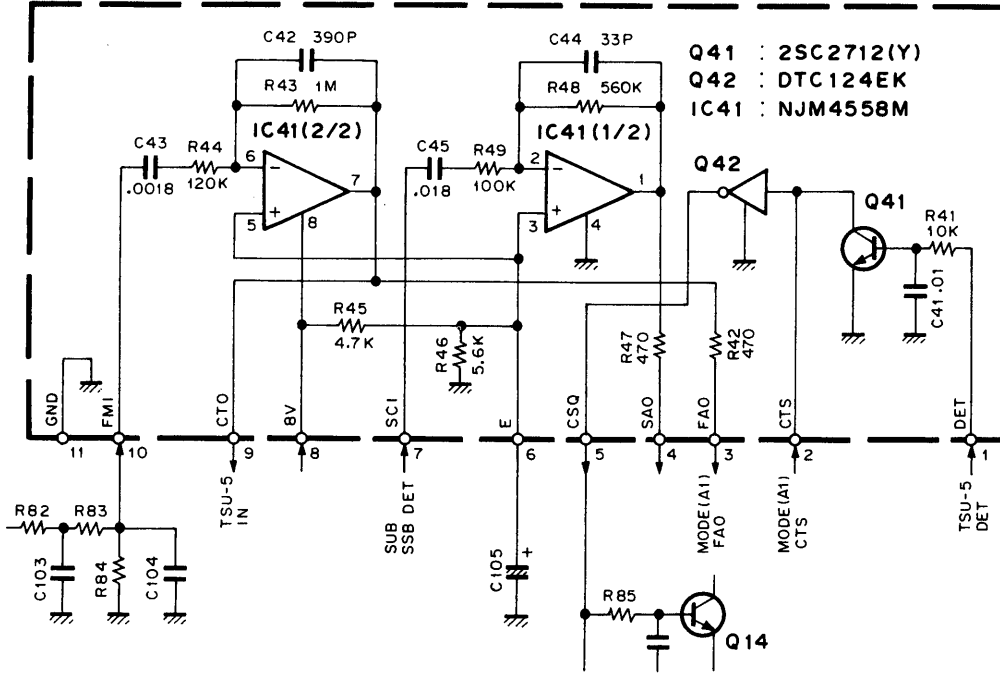 C42 390P
C44 33P
Q41 : 2SC2712(Y)
Q42 : DTC124EK
IC41 : NJM4558M
R43 1M
R48 560K
IC41(2/2)
IC41(1/2)
C43
.0018
R44
120K
6
−
+
5
7
8
C45
.018
R49
100K
2
−
+
3
1
4
Q42
Q41
R41
10K
C41 .01
R45
4.7K
R46
5.6K
R47
470
R42
470
GND
FMI
CTO
8V
SCI
E
CSQ
SAO
FAO
CTS
DET
11
10
9
8
7
6
5
4
3
2
1
TSU-5
IN
SUB
SSB DET
MODE(A1)
FAO
MODE(A1)
CTS
TSU-5
DET
R82
R83
C103
R84
C104
C105
+
R85
Q14